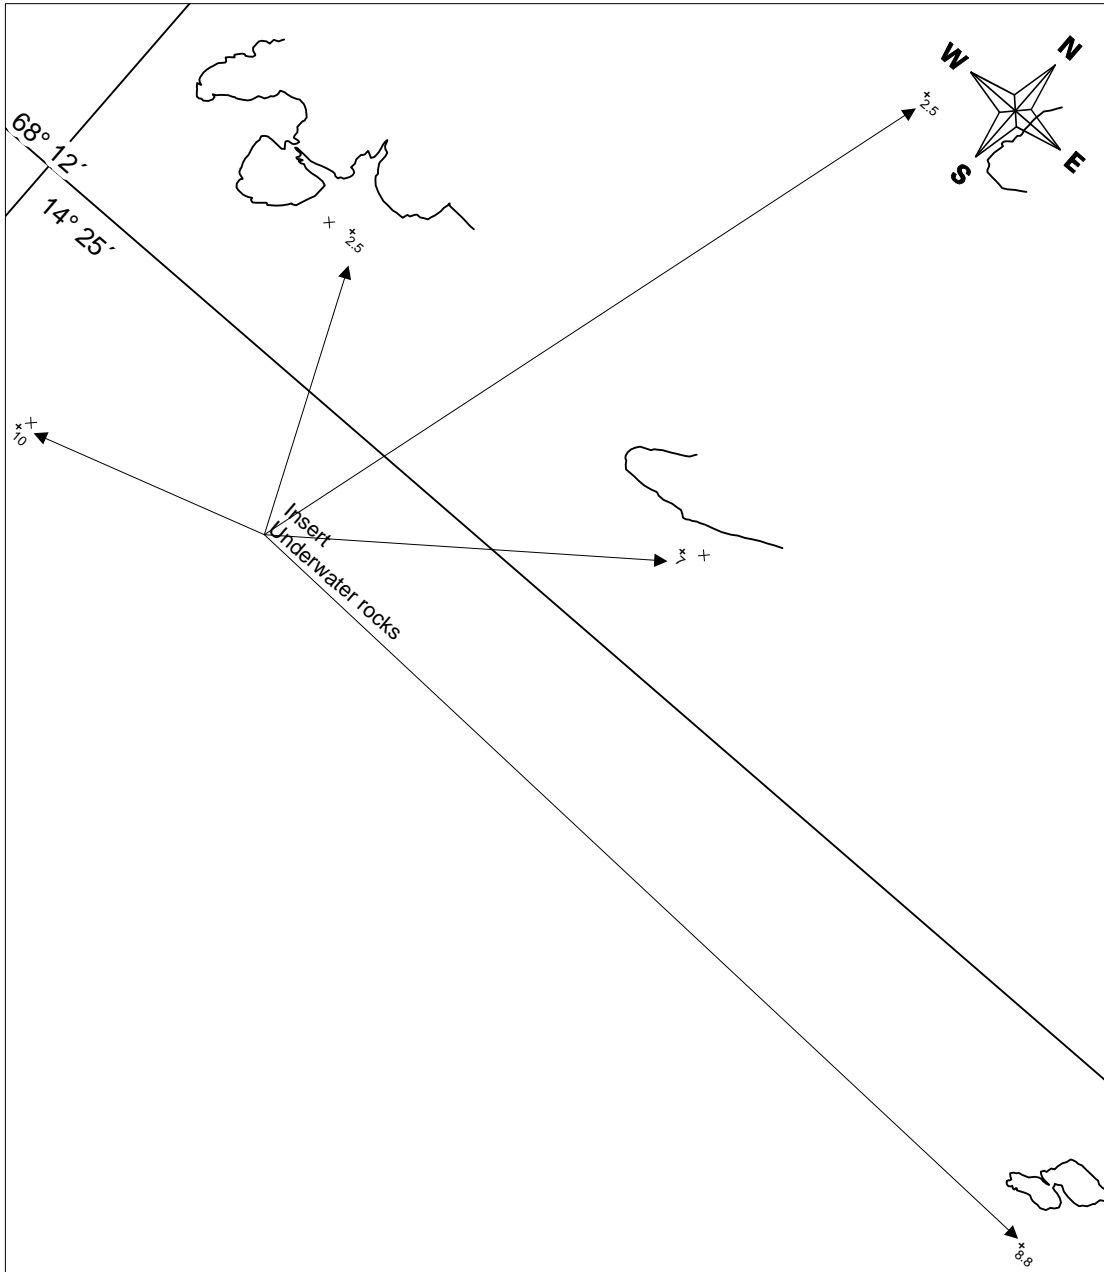 N
W
E
S
68° 12′
14° 25′
+2.5
+2.5
+10
Insert
Underwater rocks
+7
+8.8